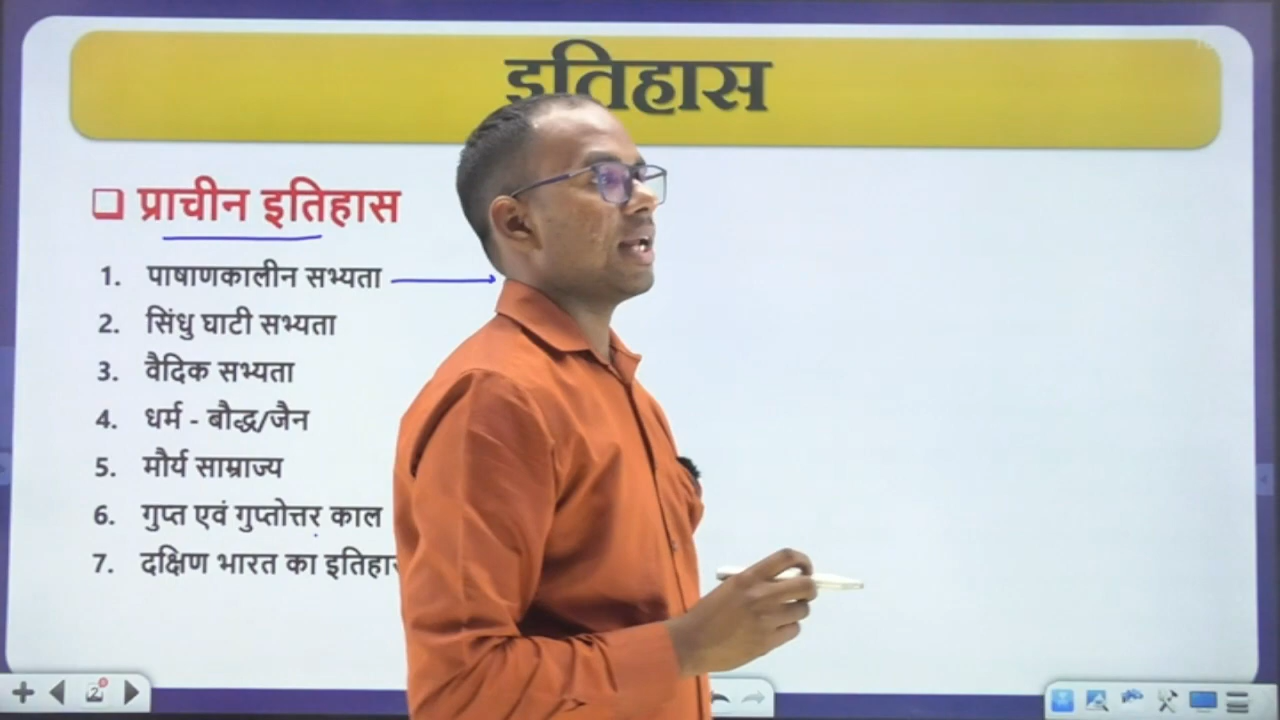 इतिहास
❑ प्राचीन इतिहास
1. पाषाणकालीन सभ्यता
2. सिंधु घाटी सभ्यता
3. वैदिक सभ्यता
4. धर्म - बौद्ध/जैन
5. मौर्य साम्राज्य
6. गुप्त एवं गुप्तोत्तर काल
7. दक्षिण भारत का